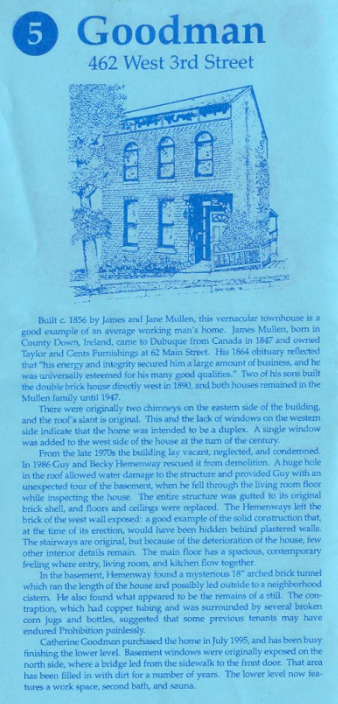 5 Goodman
462 West 3rd Street
Built c. 1856 by James and Jane Mullen, this vernacular townhouse is a
good example of an average working man's home. James Mullen, born in
County Down, Ireland, came to Dubuque from Canada in 1847 and owned
Taylor and Gents Furnishings at 62 Main Street. His 1864 obituary reflected
that "his energy and integrity secured him a large amount of business, and he
was universally esteemed for his many good qualities." Two of his sons built
the double brick house directly west in 1890, and both houses remained in the
Mullen family until 1947.
There were originally two chimneys on the eastern side of the building,
and the roof's slant is original. This and the lack of windows on the western
side indicate that the home was intended to be a duplex. A single window
was added to the west side of the house at the turn of the century.
From the late 1970s the building lay vacant, neglected, and condemned.
In 1986 Guy and Becky Hemenway rescued it from demolition. A huge hole
in the roof allowed water damage to the structure and provided Guy with an
unexpected tour of the basement, when he fell through the living room floor
while inspecting the house. The entire structure was gutted to its original
brick shell, and floors and ceilings were replaced. The Hemenways left the
brick of the west wall exposed: a good example of the solid construction that,
at the time of its erection, would have been hidden behind plastered walls.
The stairways are original, but because of the deterioration of the house, few
other interior details remain. The main floor has a spacious, contemporary
feeling where entry, living room, and kitchen flow together.
In the basement, Hemenway found a mysterious 18" arched brick tunnel
which ran the length of the house and possibly led outside to a neighborhood
cistern. He also found what appeared to be the remains of a still. The con-
traption, which had copper tubing and was surrounded by several broken
corn jugs and bottles, suggested that some previous tenants may have
endured Prohibition painlessly.
Catherine Goodman purchased the home in July 1995, and has been busy
finishing the lower level. Basement windows were originally exposed on the
north side, where a bridge led from the sidewalk to the front door. That area
has been filled in with dirt for a number of years. The lower level now fea-
tures a work space, second bath, and sauna.